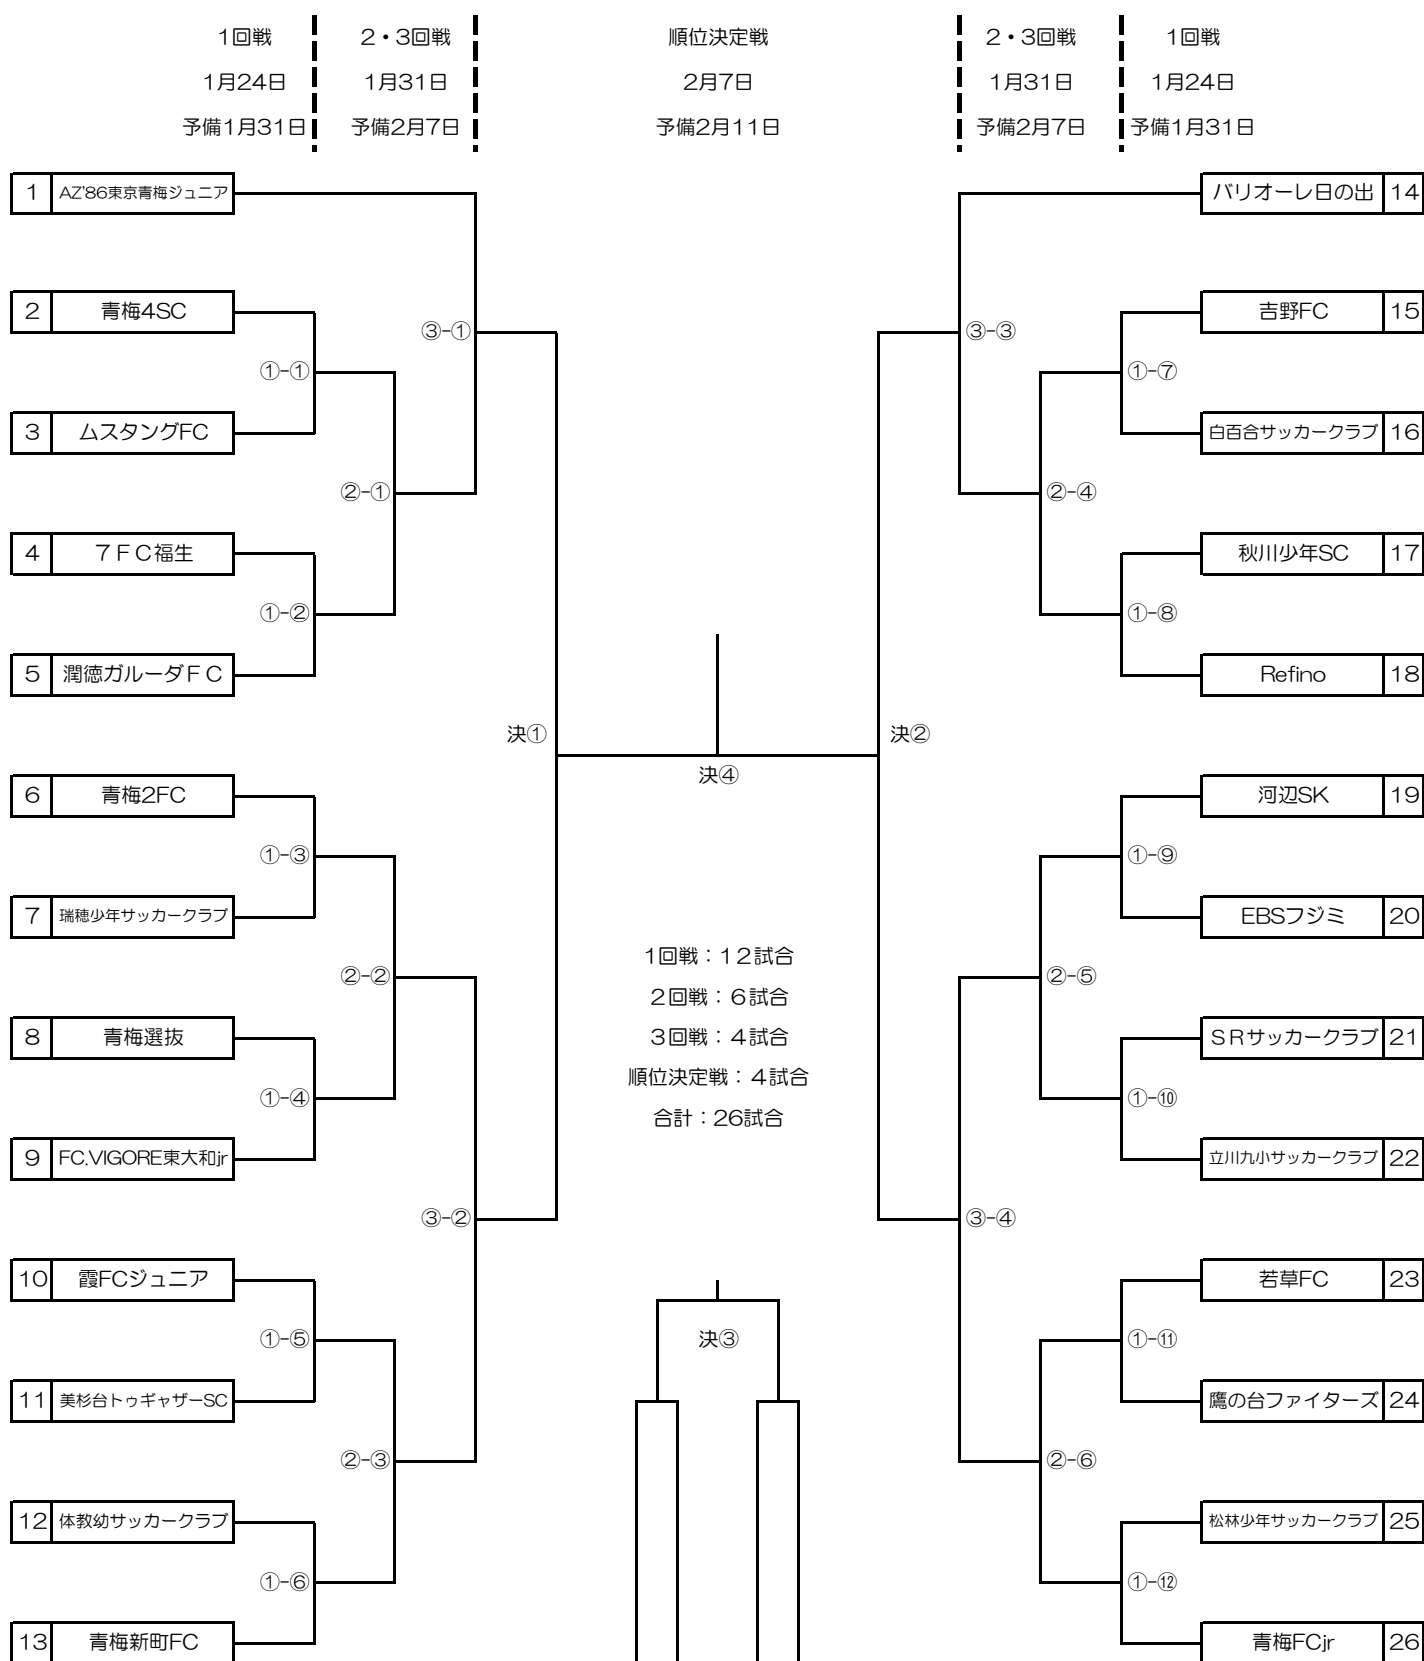 1回戦
2・3回戦
順位決定戦
2・3回戦
1回戦
1月24日
1月31日
2月7日
1月31日
1月24日
予備1月31日
予備2月7日
予備2月11日
予備2月7日
予備1月31日
1 AZ'86東京青梅ジュニア
2 青梅4SC
3 ムスタングFC
4 7FC福生
5 潤徳ガルーダFC
6 青梅2FC
7 瑞穂少年サッカークラブ
8 青梅選抜
9 FC.VIGORE東大和jr
10 霞FCジュニア
11 美杉台トゥギャザーSC
12 体教幼サッカークラブ
13 青梅新町FC
①-①
①-②
①-③
①-④
①-⑤
①-⑥
②-①
②-②
②-③
③-①
③-②
決①
決④
決②
1回戦：12試合
2回戦：6試合
3回戦：4試合
順位決定戦：4試合
合計：26試合
決③
③-③
③-④
②-④
②-⑤
②-⑥
①-⑦
①-⑧
①-⑨
①-⑩
①-⑪
①-⑫
バリオーレ日の出 14
吉野FC 15
白百合サッカークラブ 16
秋川少年SC 17
Refino 18
河辺SK 19
EBSフジミ 20
SRサッカークラブ 21
立川九小サッカークラブ 22
若草FC 23
鷹の台ファイターズ 24
松林少年サッカークラブ 25
青梅FCjr 26